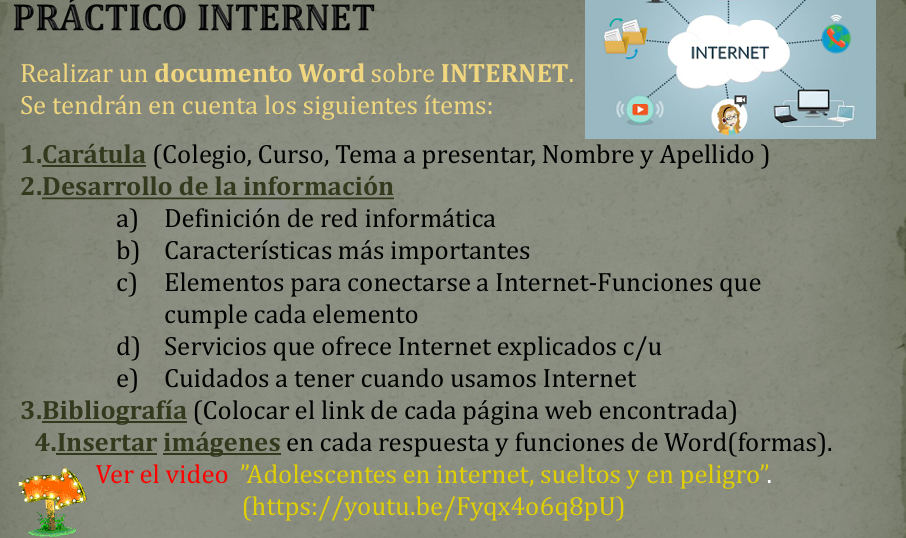 PRÁCTICO INTERNET
INTERNET
Realizar un documento Word sobre INTERNET.
Se tendrán en cuenta los siguientes ítems:
1.Carátula (Colegio, Curso, Tema a presentar, Nombre y Apellido )
2.Desarrollo de la información
a) Definición de red informática
b) Características más importantes
c) Elementos para conectarse a Internet-Funciones que
cumple cada elemento
d) Servicios que ofrece Internet explicados c/u
e) Cuidados a tener cuando usamos Internet
3.Bibliografía (Colocar el link de cada página web encontrada)
4.Insertar imágenes en cada respuesta y funciones de Word(formas).
Ver el video ”Adolescentes en internet, sueltos y en peligro”.
(https://youtu.be/Fyqx4o6q8pU)